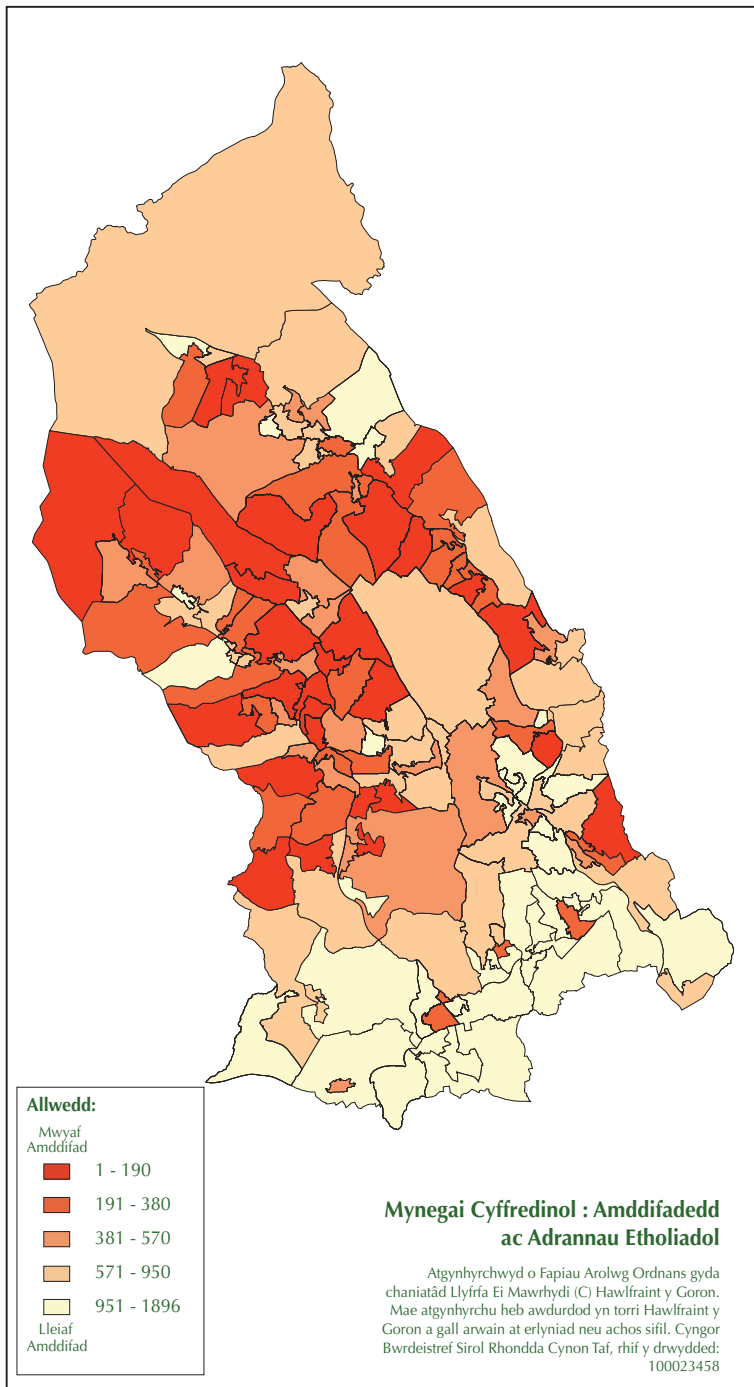 Allwedd:
Mwyaf
Amddifad
1 - 190
191 - 380
381 - 570
571 - 950
951 - 1896
Lleiaf
Amddifad
Mynegai Cyffredinol : Amddifadedd
ac Adrannau Etholiadol
Atgynhyrchwyd o Fapiau Arolwg Ordnans gyda
chaniatâd Llyfrfa Ei Mawrhydi (C) Hawlfraint y Goron.
Mae atgynhyrchu heb awdurdod yn torri Hawlfraint y
Goron a gall arwain at erlyniad neu achos sifil. Cyngor
Bwrdeistref Sirol Rhondda Cynon Taf, rhif y drwydded:
100023458